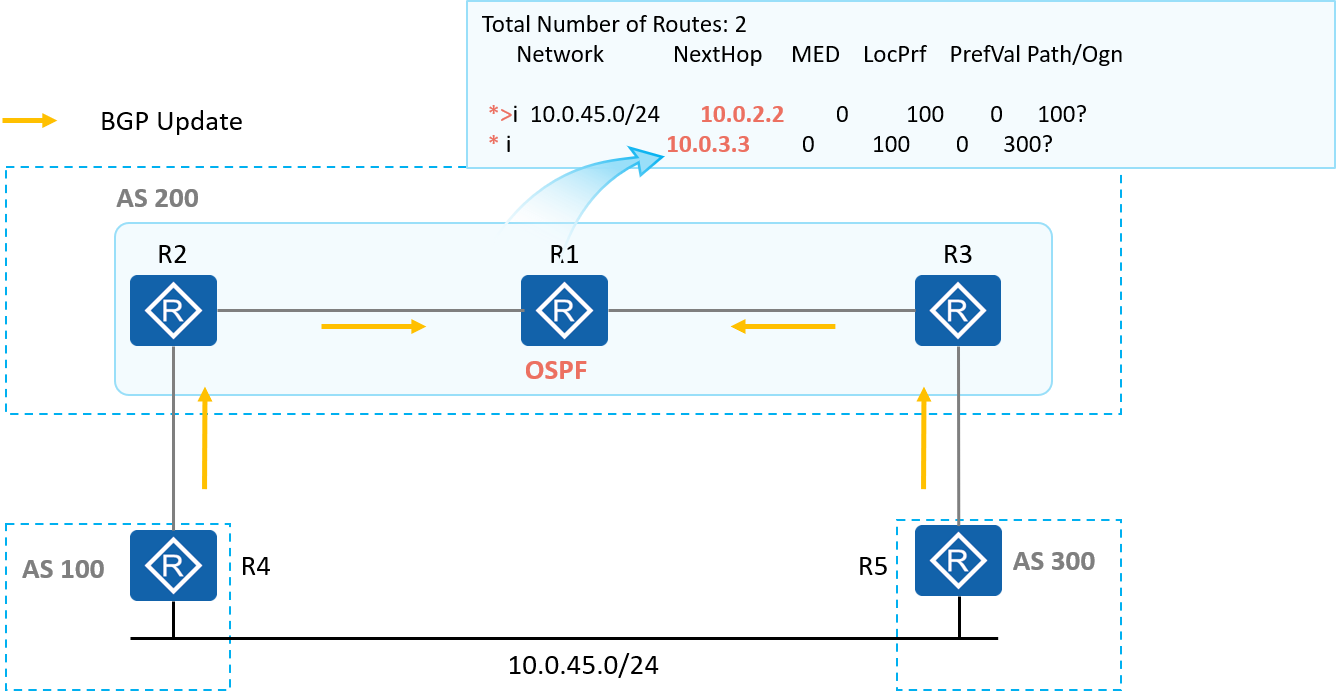 Total Number of Routes: 2
Network NextHop MED LocPrf PrefVal Path/Ogn
*>i 10.0.45.0/24 10.0.2.2 0 100 0 100?
* i 10.0.3.3 0 100 0 300?
BGP Update
AS 200
R2 R1 R3
R R R
OSPF
AS 100 R R4 R5 R AS 300
10.0.45.0/24